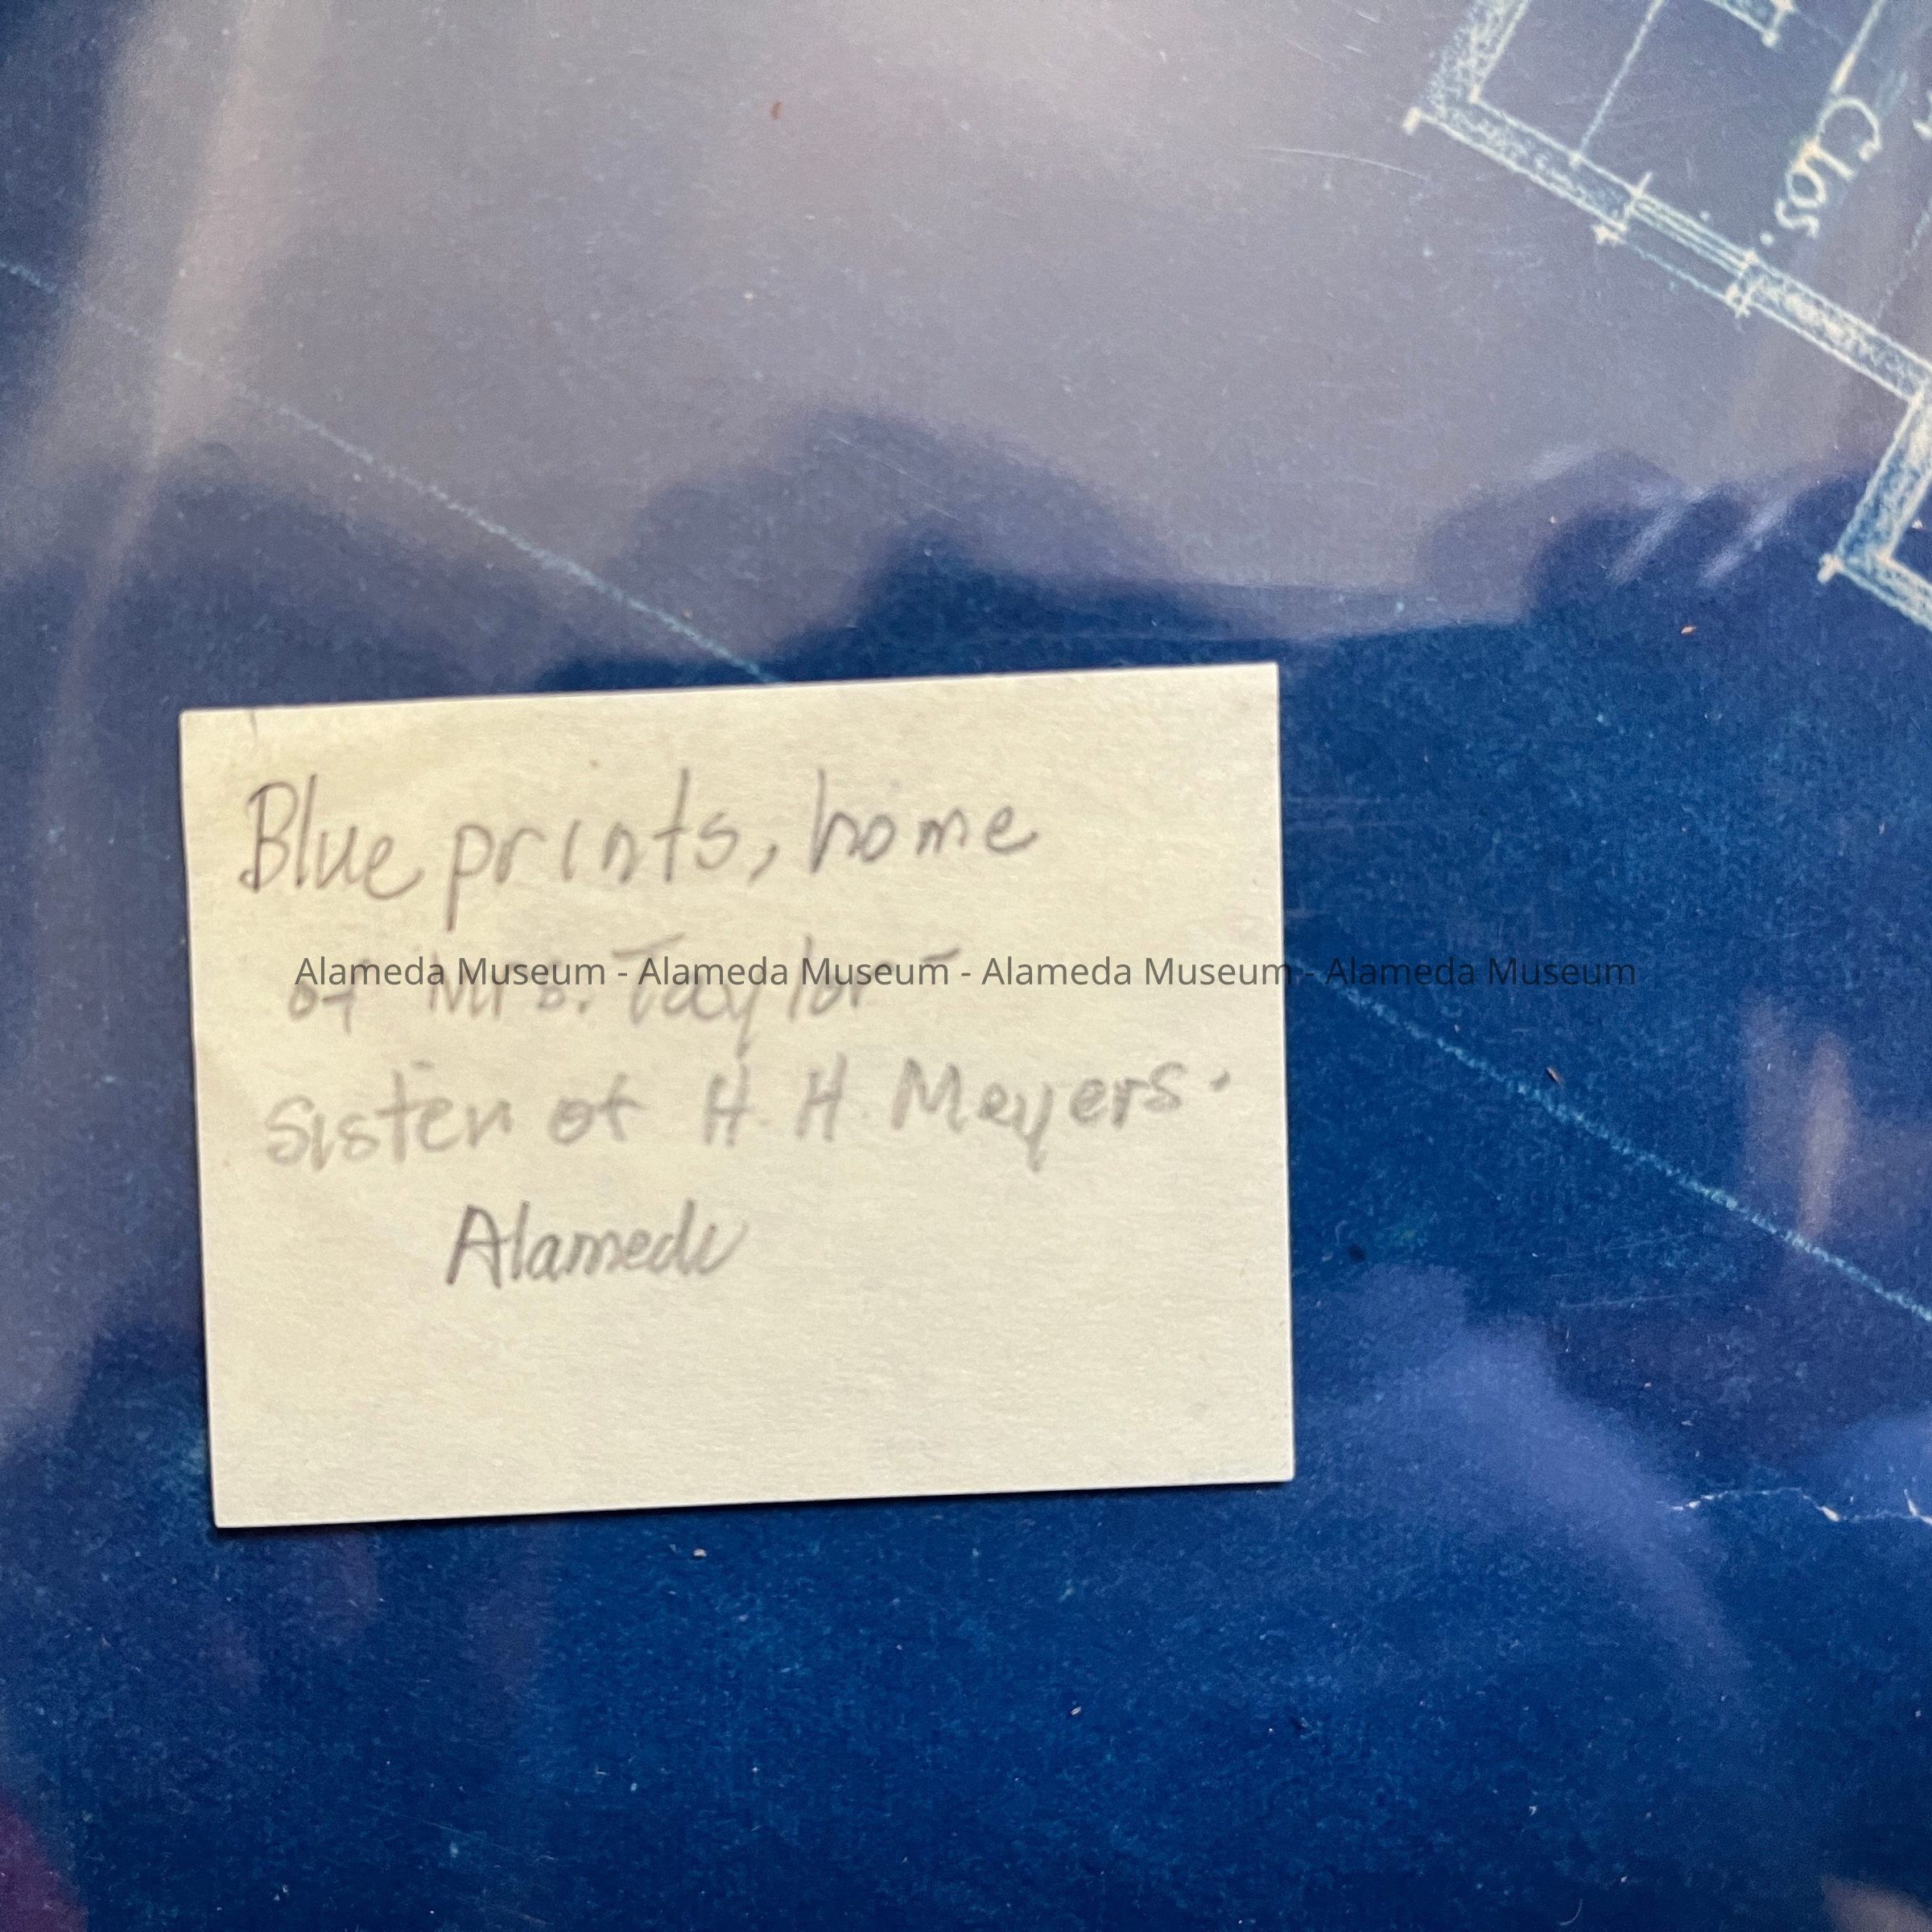 Clos.
Blue prints, home
of Mrs. Taylor -
Alameda Museum - Alameda Museum - Alameda Museum - Alameda Museum
sister of H. H. Meyers.
Alameda